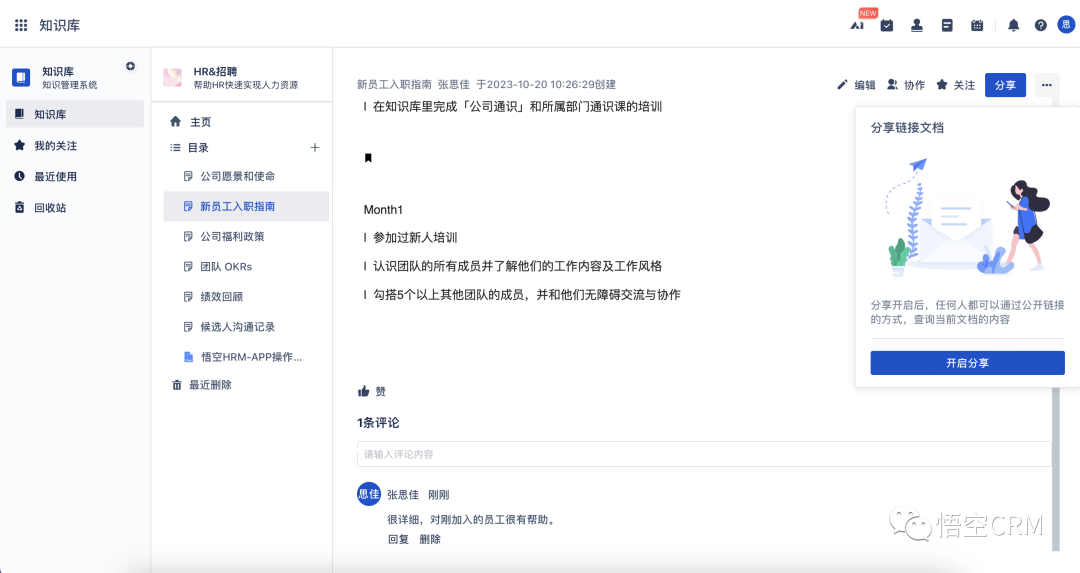 知识库
NEW
AI
思
知识库
知识管理系统
知识库
我的关注
最近使用
回收站
HR&招聘
帮助HR快速实现人力资源
主页
目录
公司愿景和使命
新员工入职指南
公司福利政策
团队 OKRs
绩效回顾
候选人沟通记录
悟空HRM-APP操作...
最近删除
新员工入职指南 张思佳 于2023-10-20 10:26:29创建
编辑 协作 关注 分享
l 在知识库里完成「公司通识」和所属部门通识课的培训
Month1
l 参加过新人培训
l 认识团队的所有成员并了解他们的工作内容及工作风格
l 勾搭5个以上其他团队的成员，并和他们无障碍交流与协作
赞
1条评论
请输入评论内容
思佳 张思佳 刚刚
很详细，对刚加入的员工很有帮助。
回复 删除
分享链接文档
分享开启后，任何人都可以通过公开链接
的方式，查询当前文档的内容
开启分享
悟空CRM